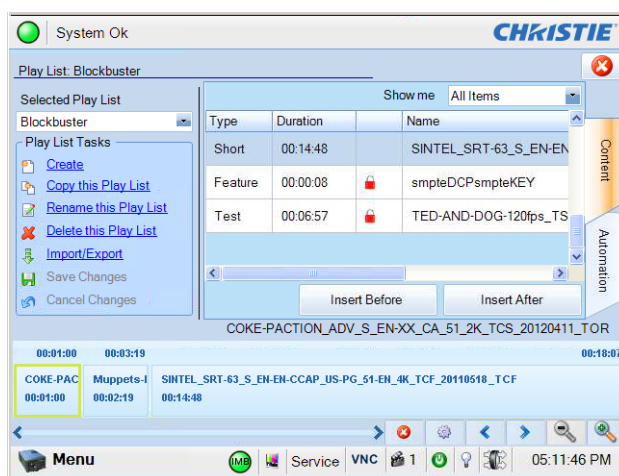 System Ok
CHRISTIE
Play List: Blockbuster
Selected Play List
Blockbuster
Play List Tasks
Create
Copy this Play List
Rename this Play List
Delete this Play List
Import/Export
Save Changes
Cancel Changes
Show me All Items
Type Duration Name
Short 00:14:48 SINTEL_SRT-63_S_EN-EN
Feature 00:00:08 smpteDCPsmpteKEY
Test 00:06:57 TED-AND-DOG-120fps_TS
Insert Before Insert After
Content
Automation
COKE-PACTION_ADV_S_EN-XX_CA_51_2K_TCS_20120411_TOR
00:01:00 00:03:19 00:18:07
COKE-PAC Muppets-I SINTEL_SRT-63_S_EN-EN-CCAP_US-PG_51-EN_4K_TCF_20110518_TCF
00:01:00 00:02:19 00:14:48
Menu IMB Service VNC 1 05:11:46 PM